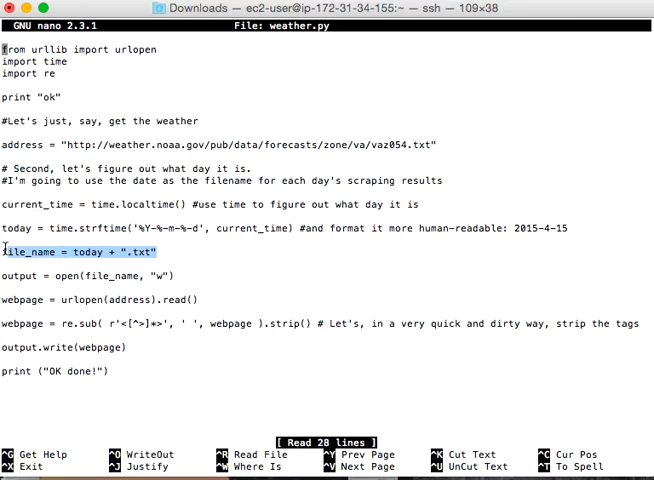 Downloads — ec2-user@ip-172-31-34-155:~ — ssh — 109×38
GNU nano 2.3.1 File: weather.py
from urllib import urlopen
import time
import re
print "ok"
#Let's just, say, get the weather
address = "http://weather.noaa.gov/pub/data/forecasts/zone/va/vaz054.txt"
# Second, let's figure out what day it is.
#I'm going to use the date as the filename for each day's scraping results
current_time = time.localtime() #use time to figure out what day it is
today = time.strftime('%Y-%-m-%-d', current_time) #and format it more human-readable: 2015-4-15
file_name = today + ".txt"
output = open(file_name, "w")
webpage = urlopen(address).read()
webpage = re.sub( r'<[^>]*>', ' ', webpage ).strip() # Let's, in a very quick and dirty way, strip the tags
output.write(webpage)
print ("OK done!")
[ Read 28 lines ]
^G Get Help ^O WriteOut ^R Read File ^Y Prev Page ^K Cut Text ^C Cur Pos
^X Exit ^J Justify ^W Where Is ^V Next Page ^U UnCut Text ^T To Spell